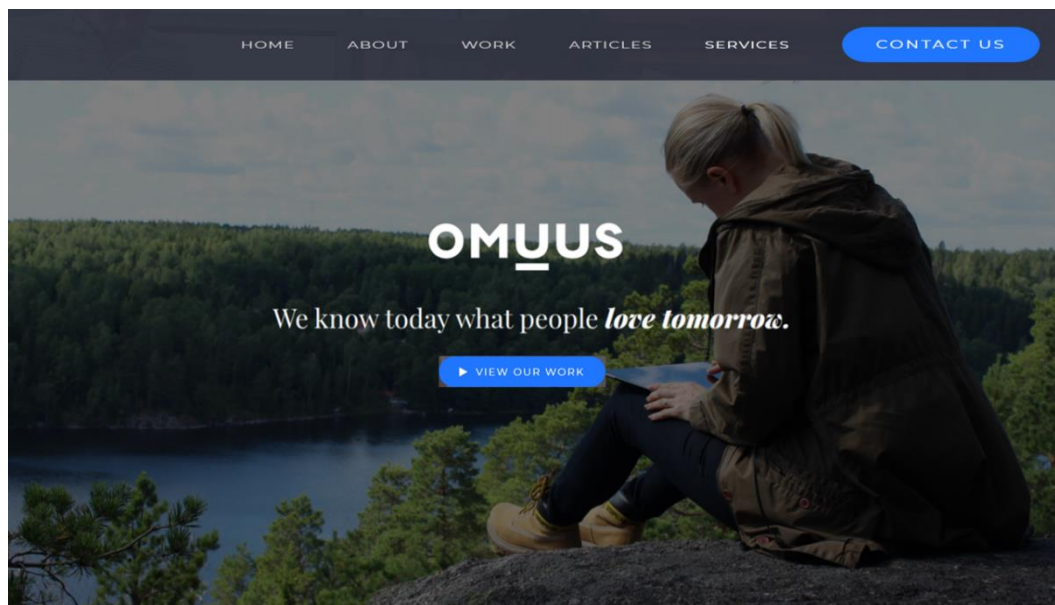 HOME ABOUT WORK ARTICLES SERVICES CONTACT US
OMUUS
We know today what people love tomorrow.
VIEW OUR WORK